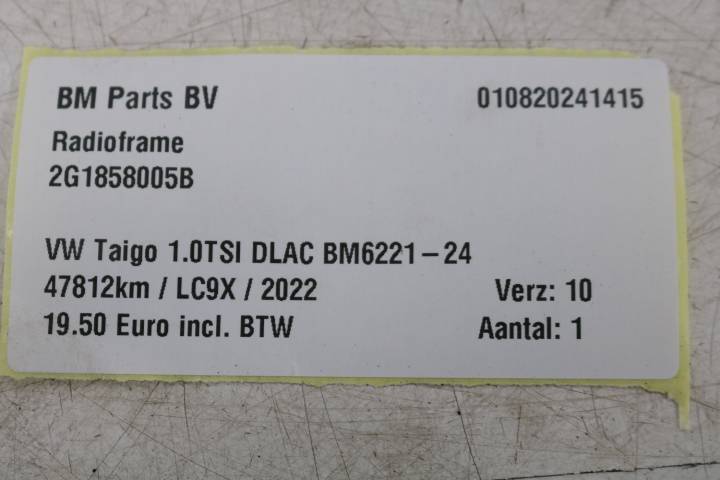 BM Parts BV 010820241415
Radioframe
2G1858005B
VW Taigo 1.0TSI DLAC BM6221-24
47812km / LC9X / 2022 Verz: 10
19.50 Euro incl. BTW Aantal: 1